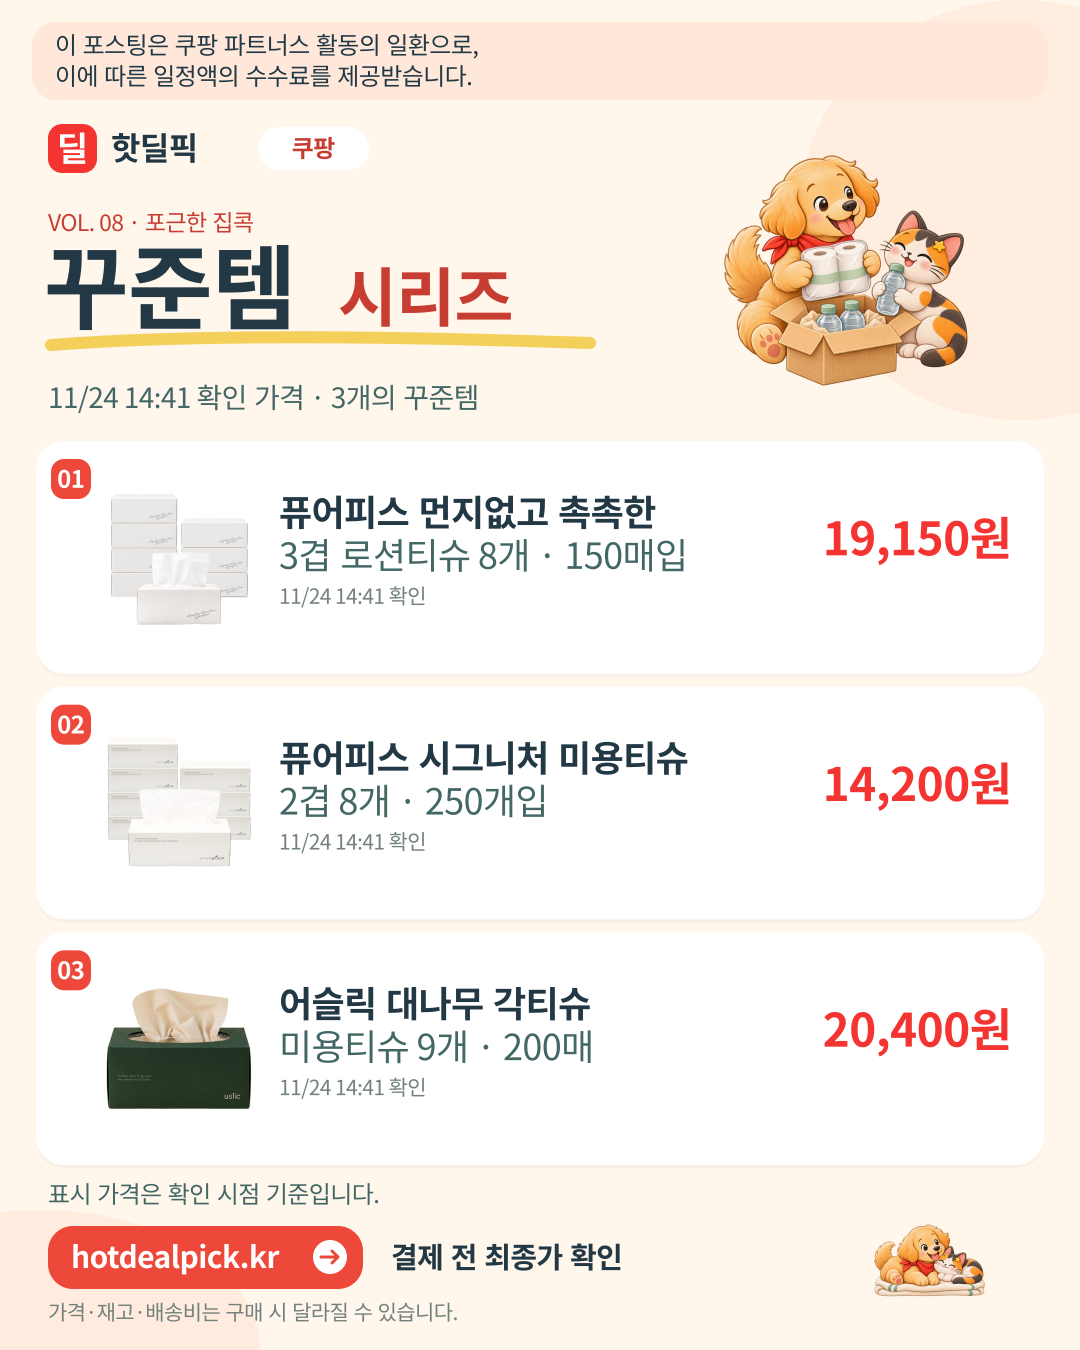 이 포스팅은 쿠팡 파트너스 활동의 일환으로,
이에 따른 일정액의 수수료를 제공받습니다.
딜 핫딜픽 쿠팡
VOL. 08 · 포근한 집콕
꾸준템 시리즈
11/24 14:41 확인 가격 · 3개의 꾸준템
01
퓨어피스 먼지없고 촉촉한
3겹 로션티슈 8개 · 150매입
11/24 14:41 확인
19,150원
02
퓨어피스 시그니처 미용티슈
2겹 8개 · 250개입
11/24 14:41 확인
14,200원
03
어슬릭 대나무 각티슈
미용티슈 9개 · 200매
11/24 14:41 확인
20,400원
uslic
표시 가격은 확인 시점 기준입니다.
hotdealpick.kr 결제 전 최종가 확인
가격·재고·배송비는 구매 시 달라질 수 있습니다.